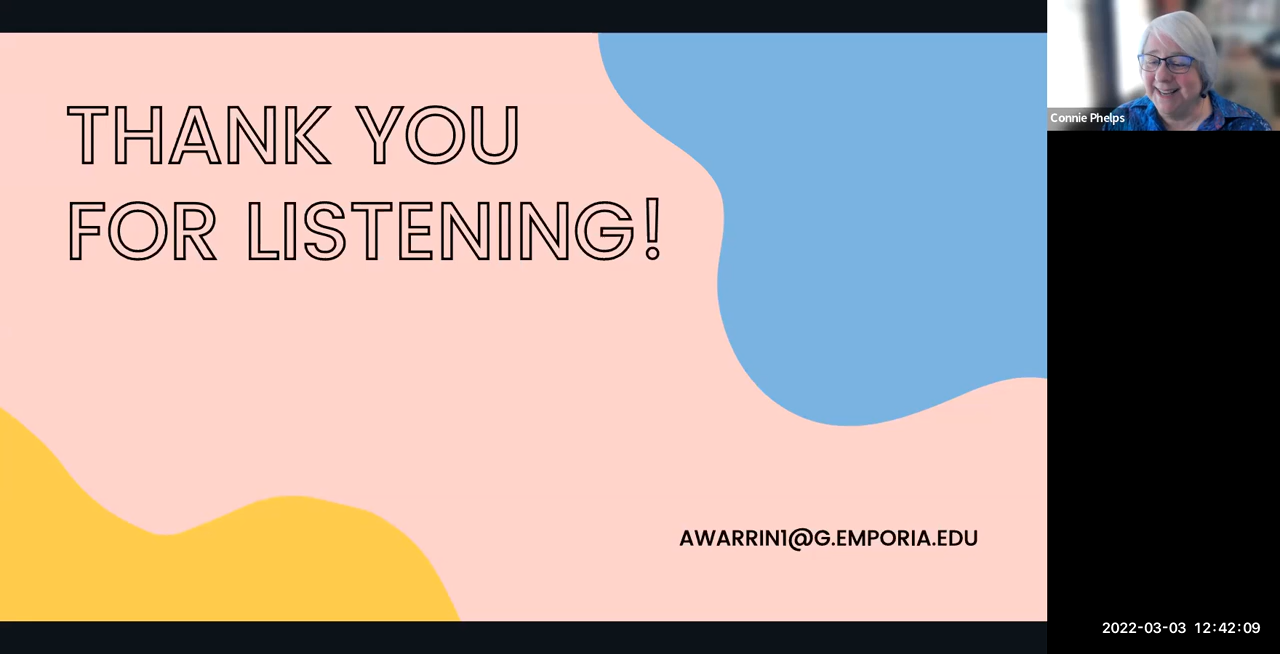 THANK YOU
FOR LISTENING!
AWARRIN1@G.EMPORIA.EDU
Connie Phelps
2022-03-03 12:42:09